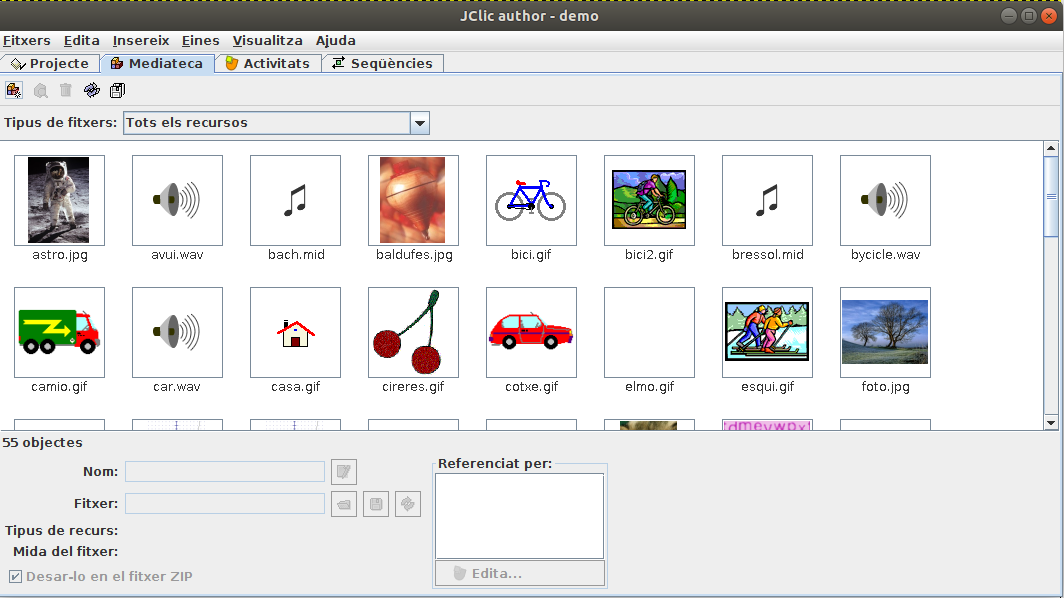 JClic author - demo
Fitxers Edita Insereix Eines Visualitza Ajuda
Projecte Mediateca Activitats Seqüències
Tipus de fitxers: Tots els recursos
astro.jpg avui.wav bach.mid baldufes.jpg bici.gif bici2.gif bressol.mid bycicle.wav
camio.gif car.wav casa.gif cireres.gif cotxe.gif elmo.gif esqui.gif foto.jpg
55 objectes
Nom:
Fitxer:
Tipus de recurs:
Mida del fitxer:
Desar-lo en el fitxer ZIP
Referenciat per:
Edita...